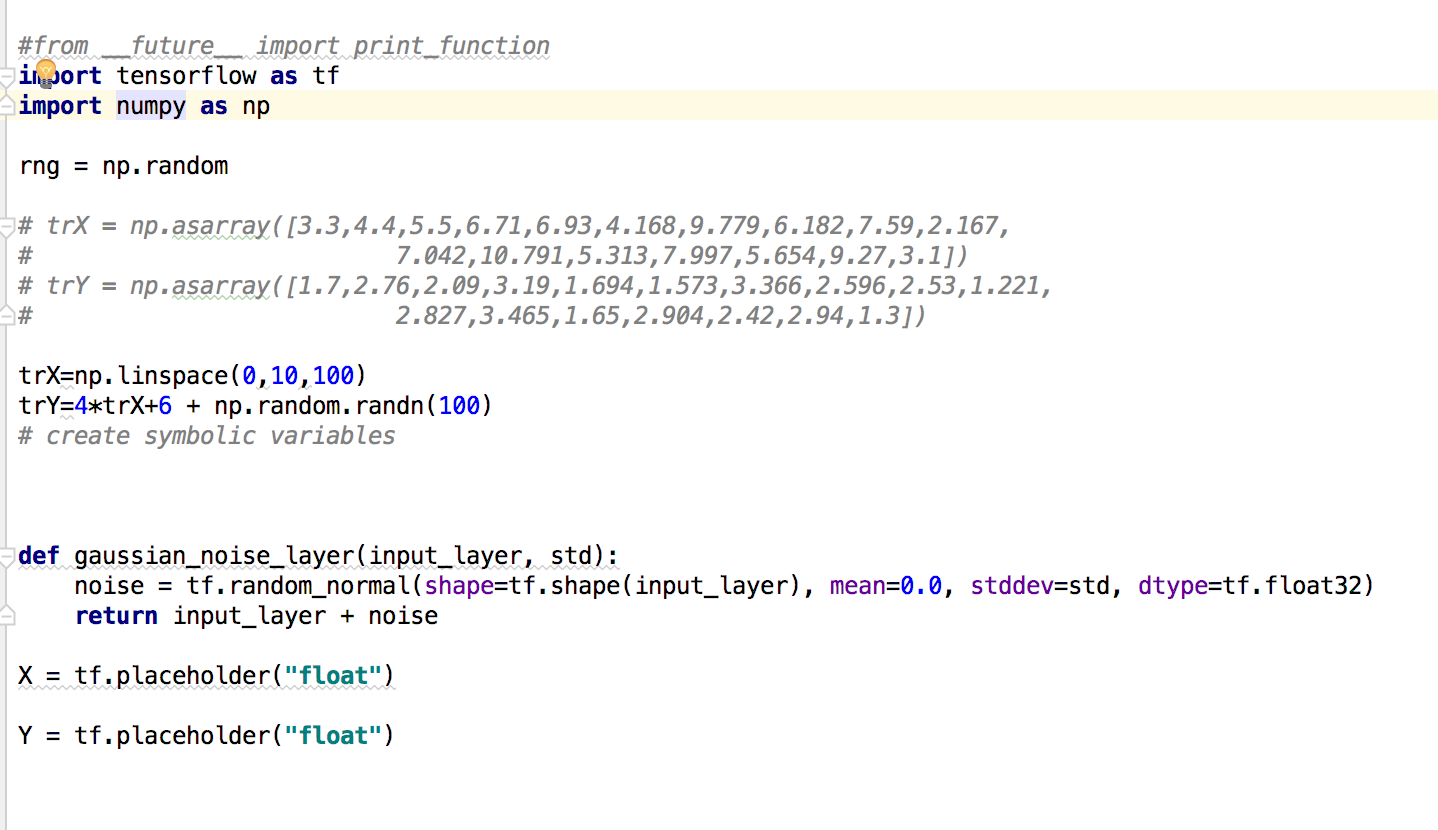 #from __future__ import print_function
import tensorflow as tf
import numpy as np
rng = np.random
# trX = np.asarray([3.3,4.4,5.5,6.71,6.93,4.168,9.779,6.182,7.59,2.167,
#                          7.042,10.791,5.313,7.997,5.654,9.27,3.1])
# trY = np.asarray([1.7,2.76,2.09,3.19,1.694,1.573,3.366,2.596,2.53,1.221,
#                          2.827,3.465,1.65,2.904,2.42,2.94,1.3])
trX=np.linspace(0,10,100)
trY=4*trX+6 + np.random.randn(100)
# create symbolic variables
def gaussian_noise_layer(input_layer, std):
    noise = tf.random_normal(shape=tf.shape(input_layer), mean=0.0, stddev=std, dtype=tf.float32)
    return input_layer + noise
X = tf.placeholder("float")
Y = tf.placeholder("float")